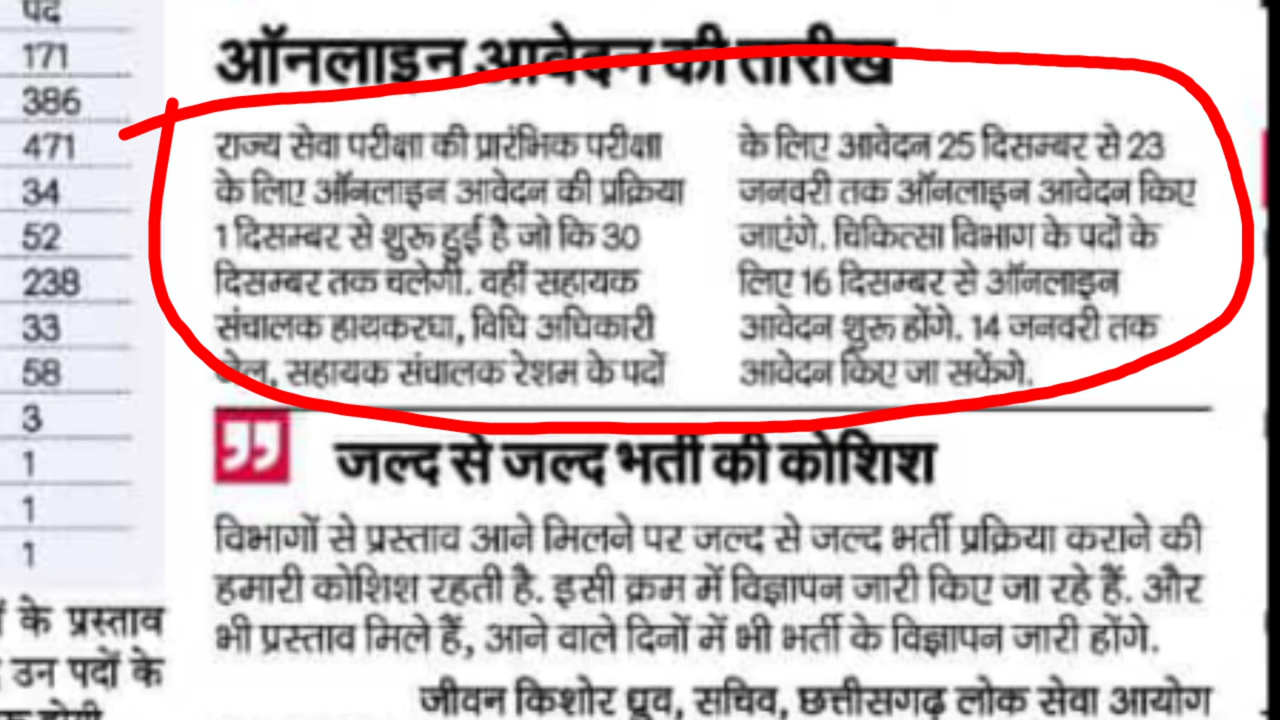 पद
171
386
471
34
52
238
33
58
3
1
1
1
के प्रस्ताव
उन पदों के
ऑनलाइन आवेदन की तारीख
राज्य सेवा परीक्षा की प्रारंभिक परीक्षा
के लिए ऑनलाइन आवेदन की प्रक्रिया
1 दिसम्बर से शुरू हुई है जो कि 30
दिसम्बर तक चलेगी. वहीं सहायक
संचालक हाथकरघा, विधि अधिकारी
जेल, सहायक संचालक रेशम के पदों
के लिए आवेदन 25 दिसम्बर से 23
जनवरी तक ऑनलाइन आवेदन किए
जाएंगे. चिकित्सा विभाग के पदों के
लिए 16 दिसम्बर से ऑनलाइन
आवेदन शुरू होंगे. 14 जनवरी तक
आवेदन किए जा सकेंगे.
जल्द से जल्द भर्ती की कोशिश
विभागों से प्रस्ताव आने मिलने पर जल्द से जल्द भर्ती प्रक्रिया कराने की
हमारी कोशिश रहती है. इसी क्रम में विज्ञापन जारी किए जा रहे हैं. और
भी प्रस्ताव मिले हैं, आने वाले दिनों में भी भर्ती के विज्ञापन जारी होंगे.
जीवन किशोर ध्रुव, सचिव, छत्तीसगढ़ लोक सेवा आयोग